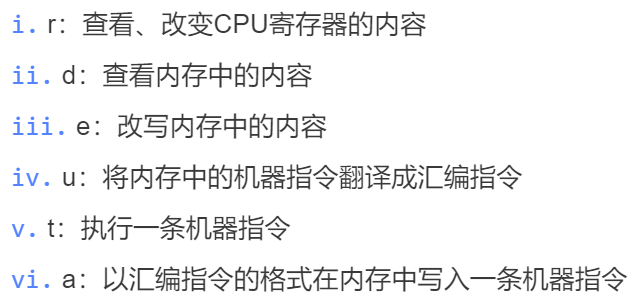 i. r：查看、改变CPU寄存器的内容
ii. d：查看内存中的内容
iii. e：改写内存中的内容
iv. u：将内存中的机器指令翻译成汇编指令
v. t：执行一条机器指令
vi. a：以汇编指令的格式在内存中写入一条机器指令